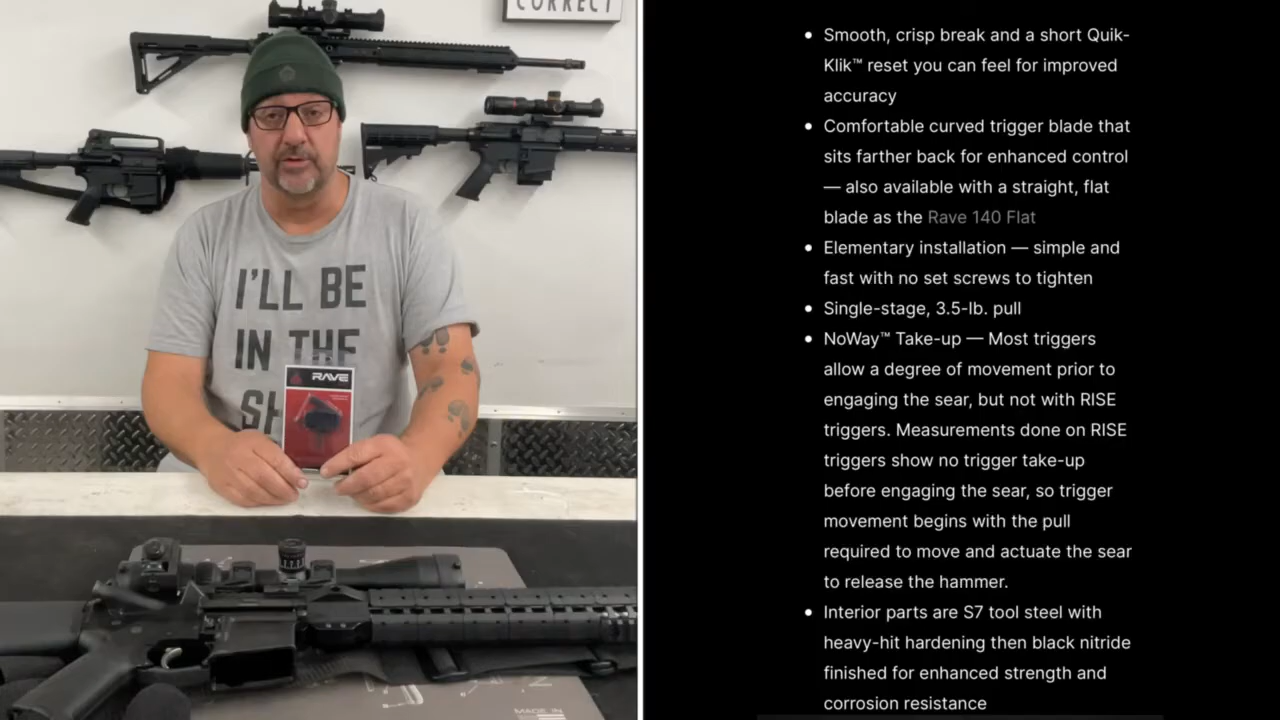 CORRECT
I'LL BE
IN THE
SH
RAVE
MADE IN
• Smooth, crisp break and a short Quik-
Klik™ reset you can feel for improved
accuracy
• Comfortable curved trigger blade that
sits farther back for enhanced control
— also available with a straight, flat
blade as the Rave 140 Flat
• Elementary installation — simple and
fast with no set screws to tighten
• Single-stage, 3.5-lb. pull
• NoWay™ Take-up — Most triggers
allow a degree of movement prior to
engaging the sear, but not with RISE
triggers. Measurements done on RISE
triggers show no trigger take-up
before engaging the sear, so trigger
movement begins with the pull
required to move and actuate the sear
to release the hammer.
• Interior parts are S7 tool steel with
heavy-hit hardening then black nitride
finished for enhanced strength and
corrosion resistance